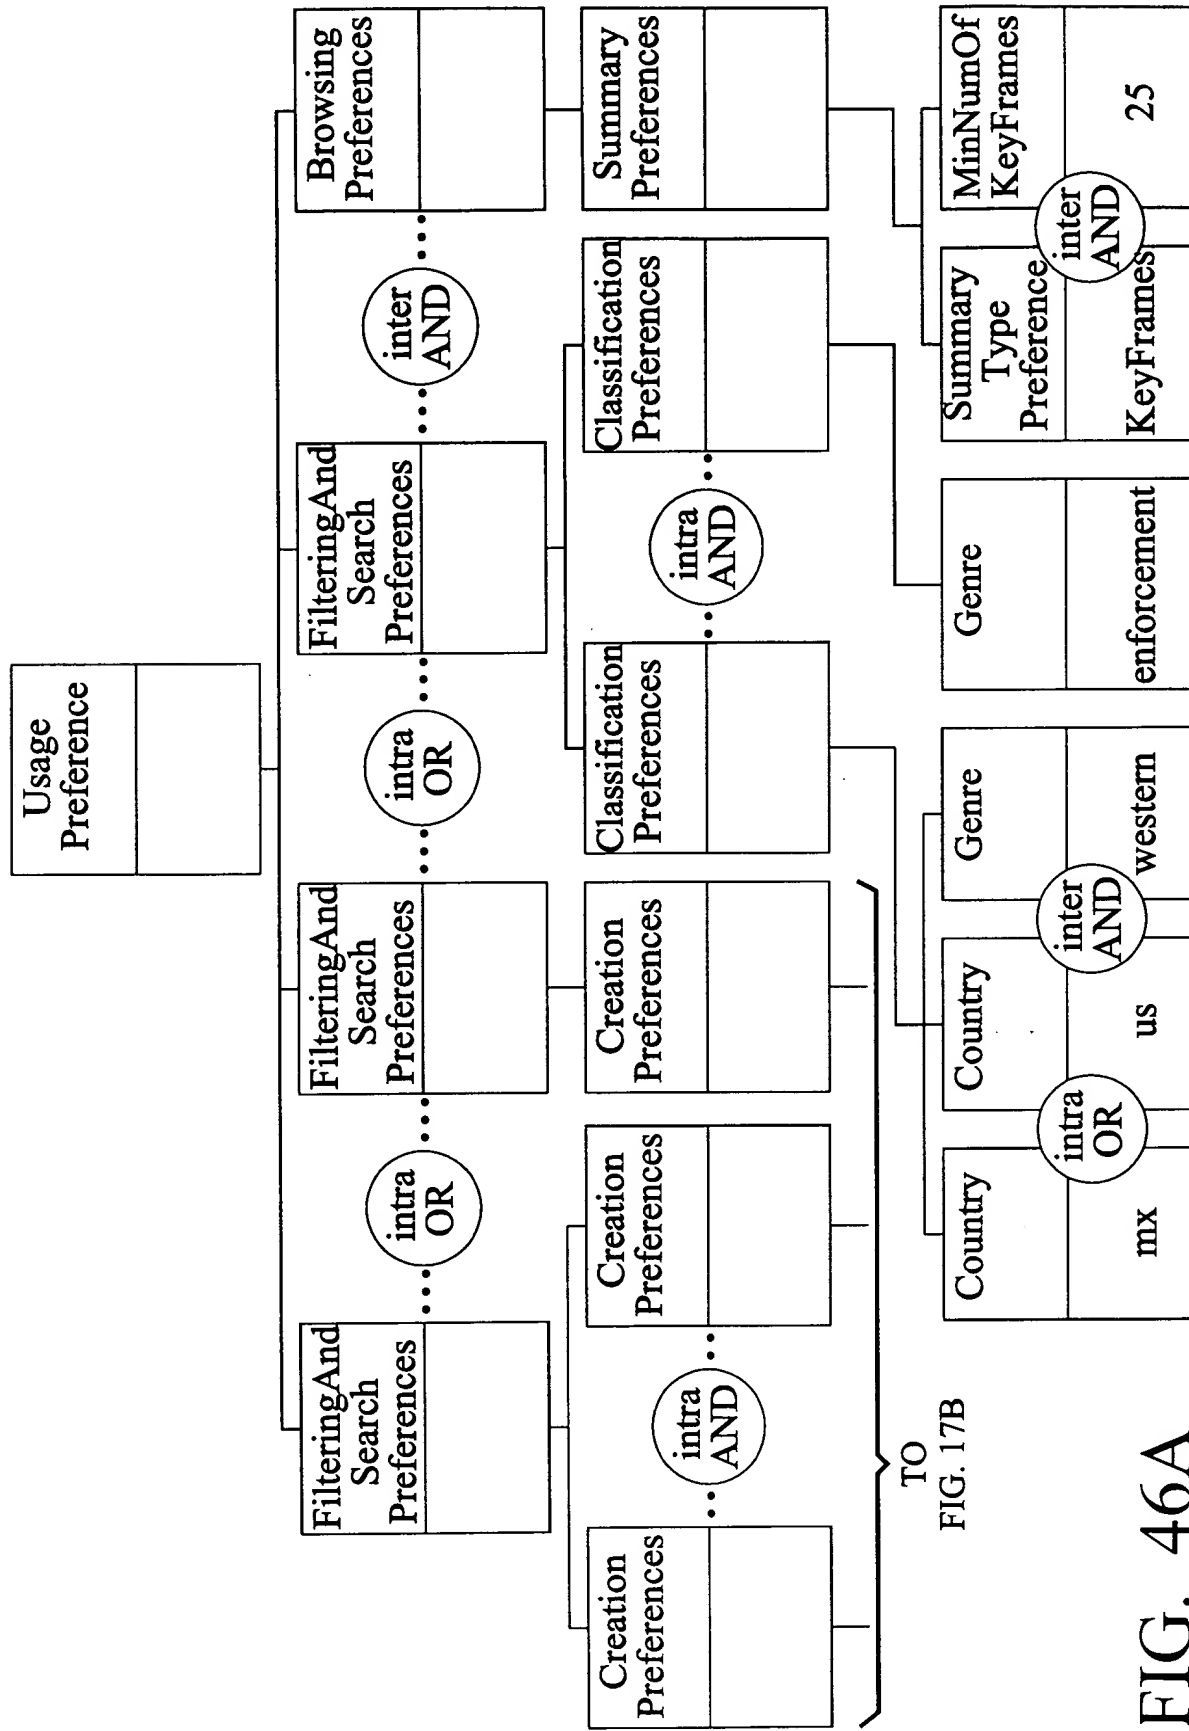 Usage
Preference
FilteringAnd
Search
Preferences
intra
OR
FilteringAnd
Search
Preferences
intra
OR
FilteringAnd
Search
Preferences
inter
AND
Browsing
Preferences
Creation
Preferences
intra
AND
Creation
Preferences
Creation
Preferences
Classification
Preferences
intra
AND
Classification
Preferences
Summary
Preferences
TO
FIG. 17B
Country
mx
intra
OR
Country
us
inter
AND
Genre
western
Genre
enforcement
Summary
Type
Preference
KeyFrames
inter
AND
MinNumOf
KeyFrames
25
FIG. 46A